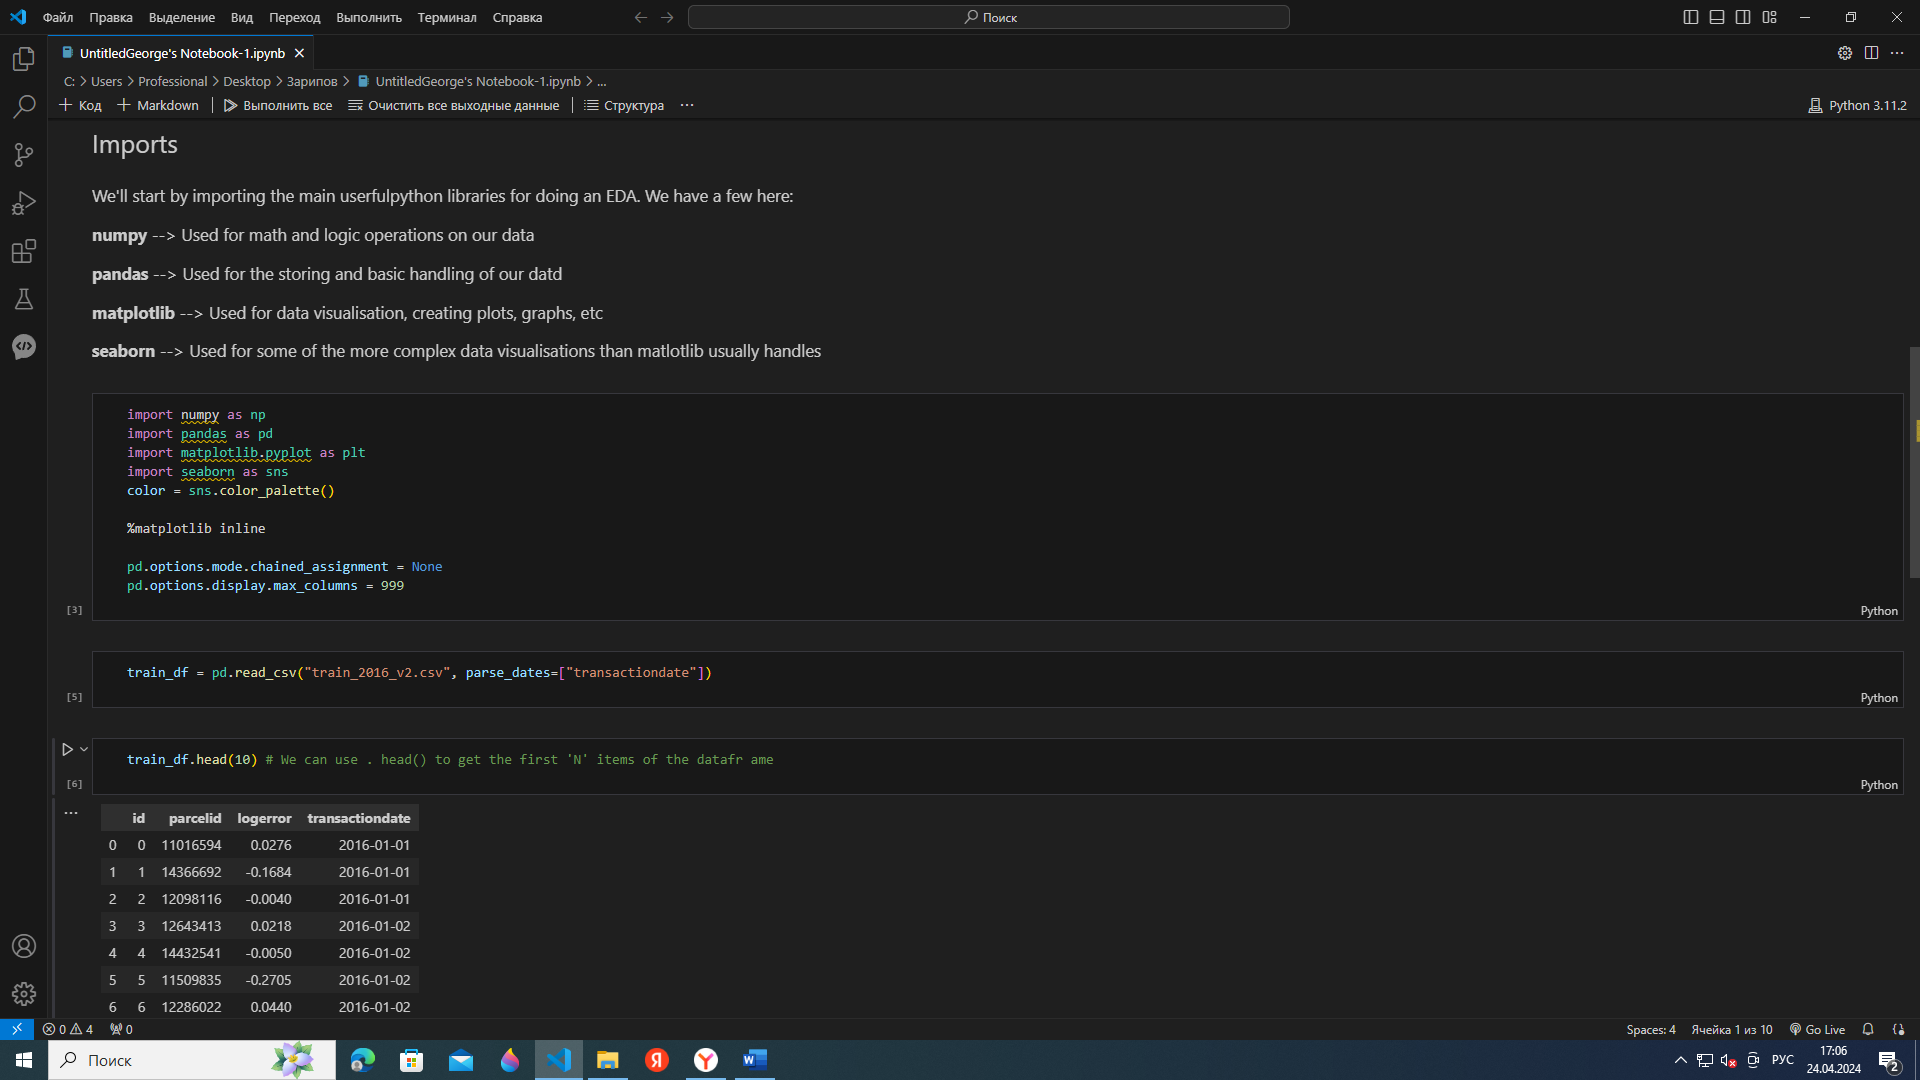 Файл Правка Выделение Вид Переход Выполнить Терминал Справка Поиск
UntitledGeorge's Notebook-1.ipynb
C: > Users > Professional > Desktop > Зарипов > UntitledGeorge's Notebook-1.ipynb > ...
Код Markdown Выполнить все Очистить все выходные данные Структура ... Python 3.11.2
Imports
We'll start by importing the main userfulpython libraries for doing an EDA. We have a few here:
numpy --> Used for math and logic operations on our data
pandas --> Used for the storing and basic handling of our datd
matplotlib --> Used for data visualisation, creating plots, graphs, etc
seaborn --> Used for some of the more complex data visualisations than matlotlib usually handles
import numpy as np
import pandas as pd
import matplotlib.pyplot as plt
import seaborn as sns
color = sns.color_palette()
%matplotlib inline
pd.options.mode.chained_assignment = None
pd.options.display.max_columns = 999
[3] Python
train_df = pd.read_csv("train_2016_v2.csv", parse_dates=["transactiondate"])
[5] Python
train_df.head(10) # We can use . head() to get the first 'N' items of the datafr ame
[6] Python
...
id parcelid logerror transactiondate
0 0 11016594 0.0276 2016-01-01
1 1 14366692 -0.1684 2016-01-01
2 2 12098116 -0.0040 2016-01-01
3 3 12643413 0.0218 2016-01-02
4 4 14432541 -0.0050 2016-01-02
5 5 11509835 -0.2705 2016-01-02
6 6 12286022 0.0440 2016-01-02
0 4 0 Spaces: 4 Ячейка 1 из 10 Go Live
Поиск Я Y W РУС 17:06
24.04.2024 2